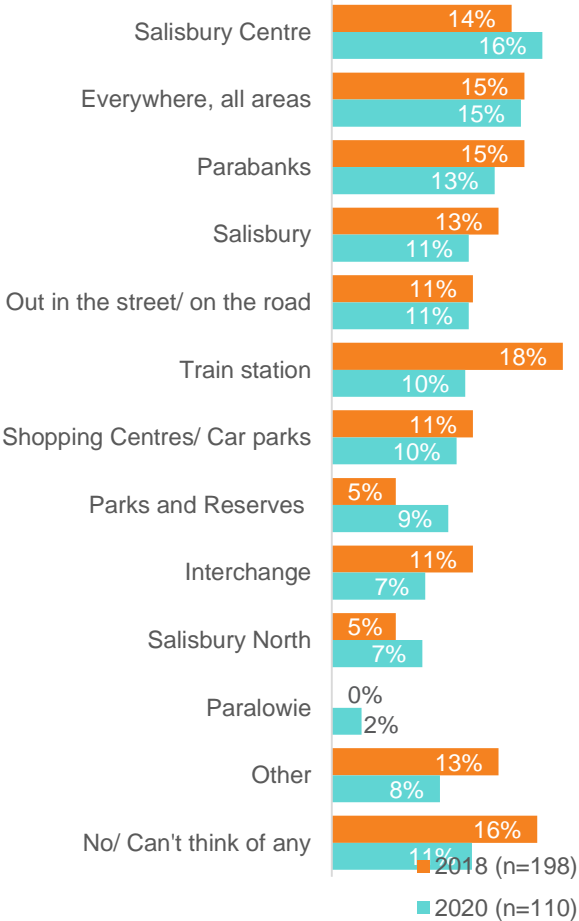 14%
Salisbury Centre
16%
15%
Everywhere, all areas
15%
15%
Parabanks
13%
13%
Salisbury
11%
11%
Out in the street/ on the road
11%
18%
Train station
10%
11%
Shopping Centres/ Car parks
10%
5%
Parks and Reserves
9%
11%
Interchange
7%
5%
Salisbury North
7%
0%
Paralowie
2%
13%
Other
8%
16%
No/ Can't think of any
11%
2018 (n=198)
2020 (n=110)